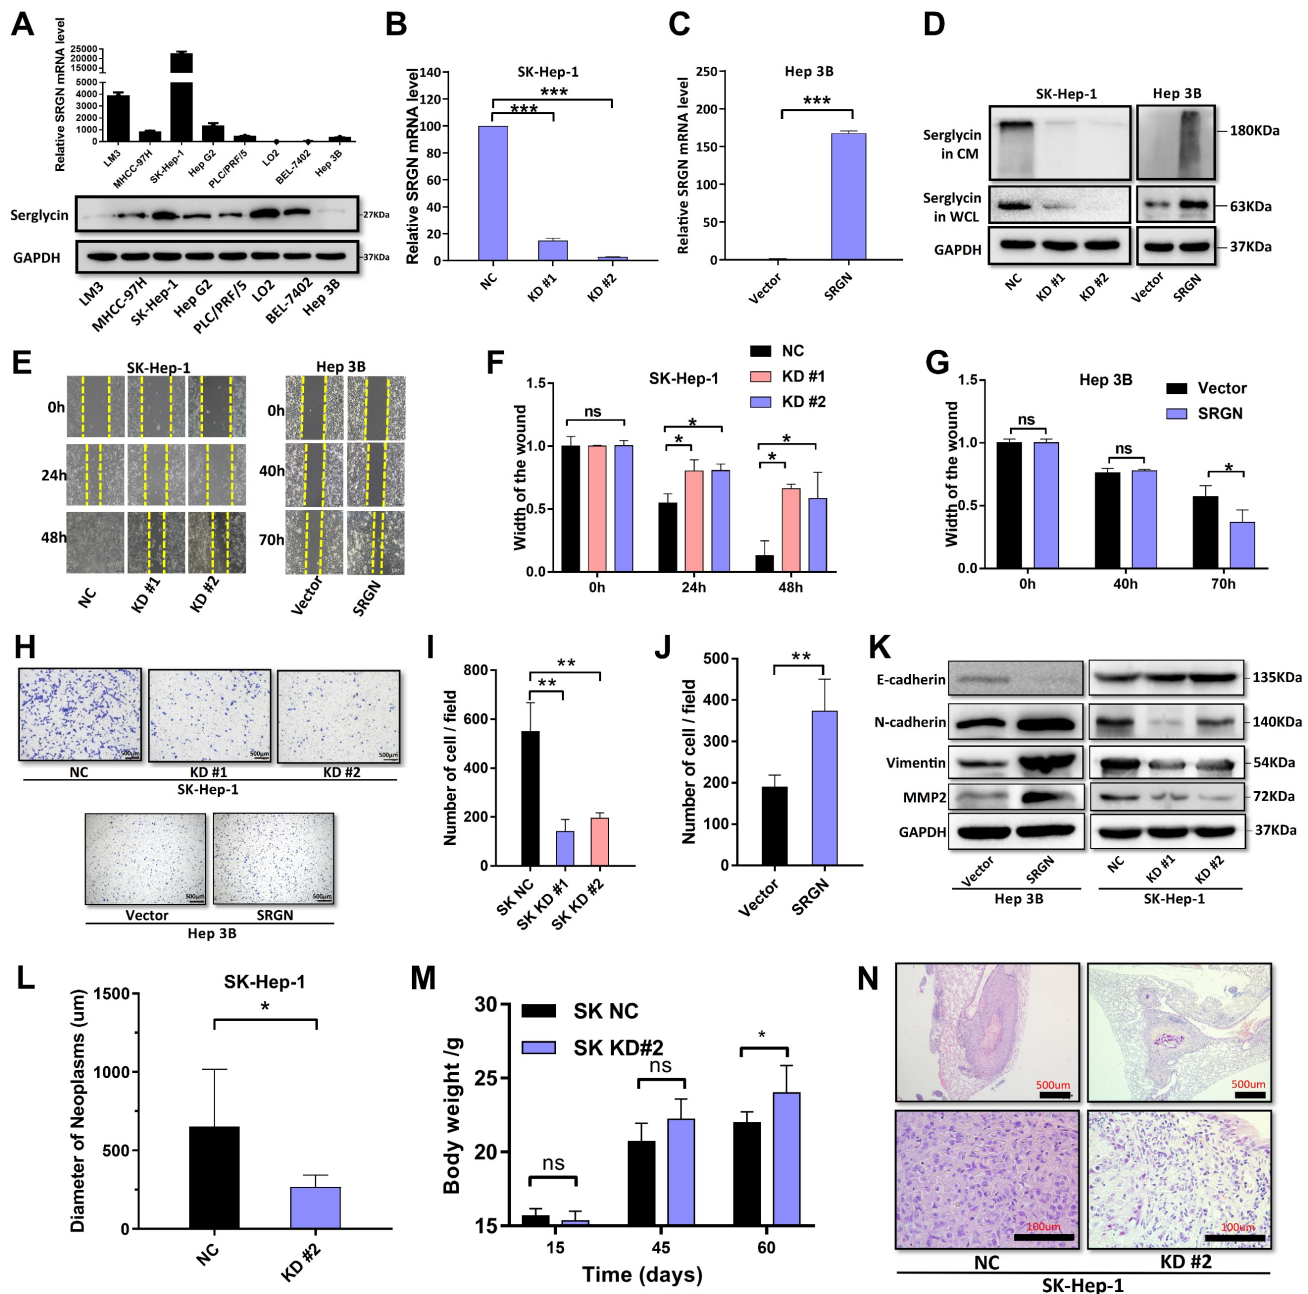 A
Relative SRGN mRNA level
25000
20000
15000
10000
5000
4000
3000
2000
1000
0
LM3
MHCC-97H
SK-Hep-1
Hep G2
PLC/PRF/5
LO2
BEL-7402
Hep 3B
Serglycin
27KDa
GAPDH
37KDa
LM3
MHCC-97H
SK-Hep-1
Hep G2
PLC/PRF/5
LO2
BEL-7402
Hep 3B
B
SK-Hep-1
Relative SRGN mRNA level
140
120
100
80
60
40
20
0
***
***
NC
KD #1
KD #2
C
Hep 3B
Relative SRGN mRNA level
250
200
150
100
50
0
***
Vector
SRGN
D
SK-Hep-1
Hep 3B
Serglycin
in CM
180KDa
Serglycin
in WCL
63KDa
GAPDH
37KDa
NC
KD #1
KD #2
Vector
SRGN
E
SK-Hep-1
Hep 3B
0h
24h
48h
0h
40h
70h
NC
KD #1
KD #2
Vector
SRGN
F
NC
KD #1
KD #2
SK-Hep-1
Width of the wound
1.5
1.0
0.5
0.0
ns
*
*
*
*
0h
24h
48h
G
Hep 3B
Vector
SRGN
Width of the wound
1.5
1.0
0.5
0.0
ns
ns
*
0h
40h
70h
H
500μm
500μm
500μm
NC
KD #1
KD #2
SK-Hep-1
500μm
500μm
Vector
SRGN
Hep 3B
I
Number of cell / field
800
600
400
200
0
**
**
SK NC
SK KD #1
SK KD #2
J
Number of cell / field
500
400
300
200
100
0
**
Vector
SRGN
K
E-cadherin
135KDa
N-cadherin
140KDa
Vimentin
54KDa
MMP2
72KDa
GAPDH
37KDa
Vector
SRGN
NC
KD #1
KD #2
Hep 3B
SK-Hep-1
L
SK-Hep-1
Diameter of Neoplasms (um)
1500
1000
500
0
*
NC
KD #2
M
SK NC
SK KD#2
Body weight /g
30
25
20
15
ns
ns
*
15
45
60
Time (days)
N
500um
500um
100um
100um
NC
KD #2
SK-Hep-1